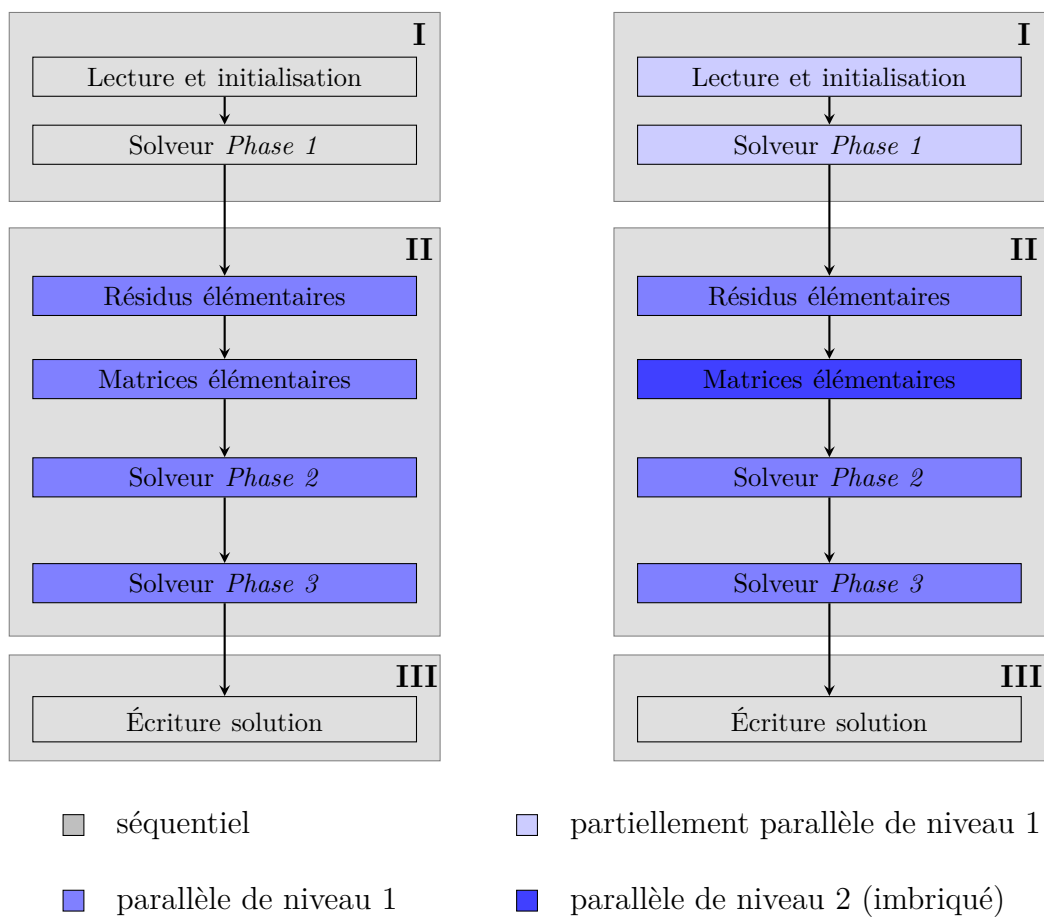 I
Lecture et initialisation
Solveur Phase 1
II
Résidus élémentaires
Matrices élémentaires
Solveur Phase 2
Solveur Phase 3
III
Écriture solution
I
Lecture et initialisation
Solveur Phase 1
II
Résidus élémentaires
Matrices élémentaires
Solveur Phase 2
Solveur Phase 3
III
Écriture solution
séquentiel
partiellement parallèle de niveau 1
parallèle de niveau 1
parallèle de niveau 2 (imbriqué)